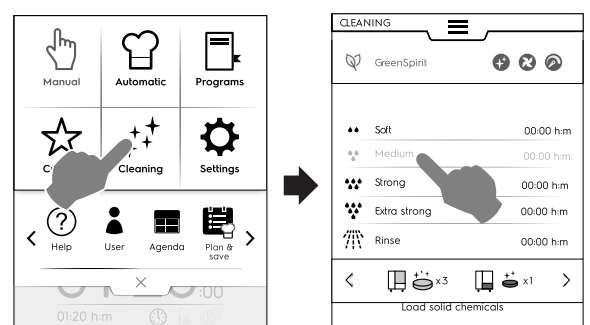 Manual
Automatic
Programs
Cleaning
Settings
?
Help
User
Agenda
Plan &
save
:00
01:20 h:m
CLEANING
GreenSpirit
Soft 00:00 h:m
Medium 00:00 h:m
Strong 00:00 h:m
Extra strong 00:00 h:m
Rinse 00:00 h:m
x3 x1
Load solid chemicals